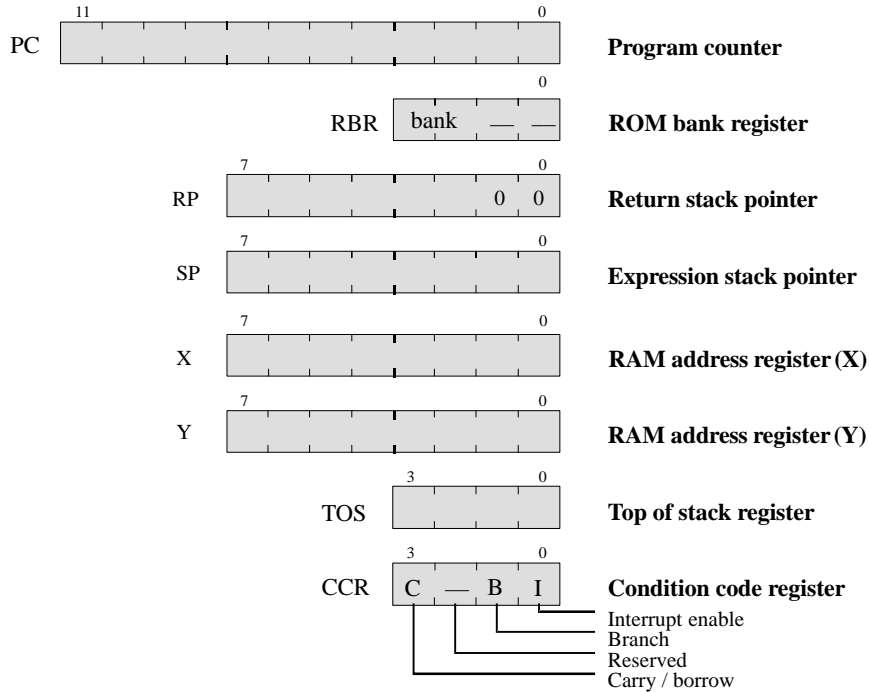 11 0
PC Program counter
0
RBR bank — — ROM bank register
7 0
RP 0 0 Return stack pointer
7 0
SP Expression stack pointer
7 0
X RAM address register (X)
7 0
Y RAM address register (Y)
3 0
TOS Top of stack register
3 0
CCR C — B I Condition code register
Interrupt enable
Branch
Reserved
Carry / borrow